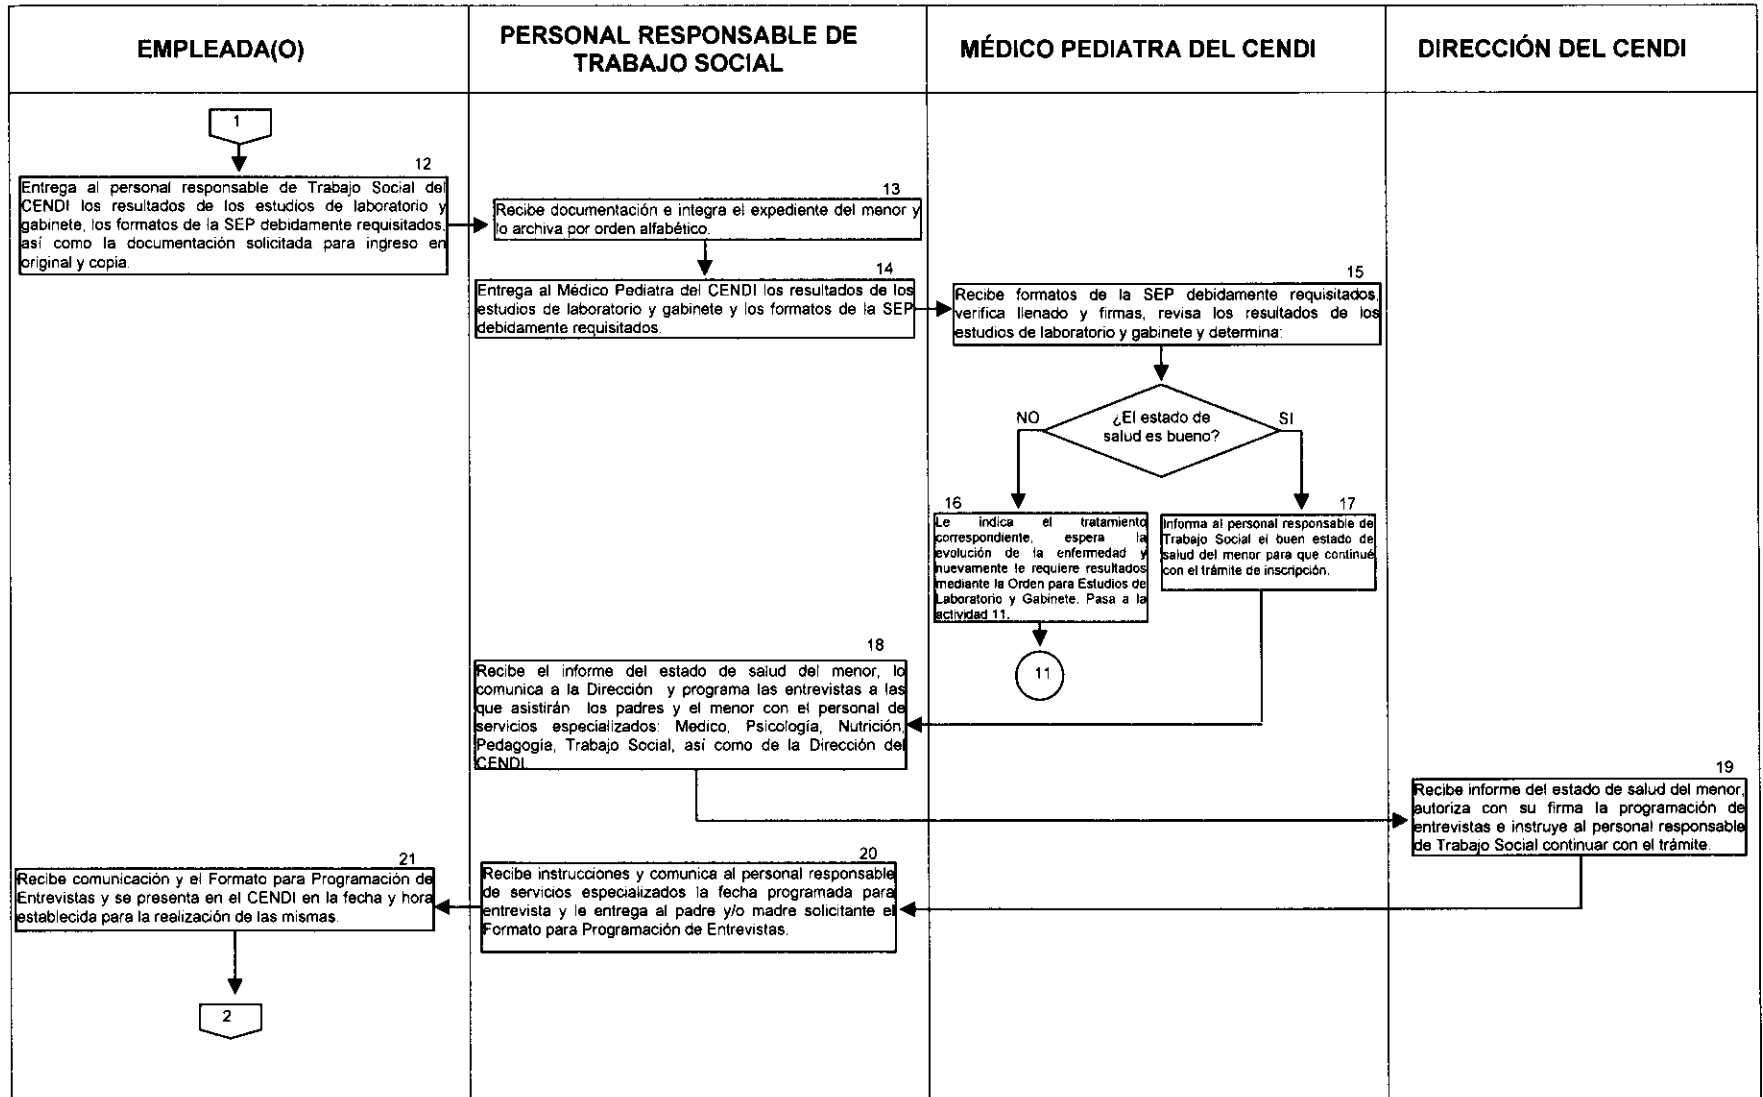 EMPLEADA(O)
PERSONAL RESPONSABLE DE
TRABAJO SOCIAL
MÉDICO PEDIATRA DEL CENDI
DIRECCIÓN DEL CENDI
1
12
Entrega al personal responsable de Trabajo Social del
CENDI los resultados de los estudios de laboratorio y
gabinete, los formatos de la SEP debidamente requisitados,
así como la documentación solicitada para ingreso en
original y copia.
13
Recibe documentación e integra el expediente del menor y
lo archiva por orden alfabético.
14
Entrega al Médico Pediatra del CENDI los resultados de los
estudios de laboratorio y gabinete y los formatos de la SEP
debidamente requisitados.
15
Recibe formatos de la SEP debidamente requisitados,
verifica llenado y firmas, revisa los resultados de los
estudios de laboratorio y gabinete y determina:
NO
¿El estado de
salud es bueno?
SI
16
Le indica el tratamiento
correspondiente, espera la
evolución de la enfermedad y
nuevamente le requiere resultados
mediante la Orden para Estudios de
Laboratorio y Gabinete. Pasa a la
actividad 11.
11
17
Informa al personal responsable de
Trabajo Social el buen estado de
salud del menor para que continué
con el trámite de inscripción.
18
Recibe el informe del estado de salud del menor, lo
comunica a la Dirección y programa las entrevistas a las
que asistirán los padres y el menor con el personal de
servicios especializados: Medico, Psicología, Nutrición,
Pedagogía, Trabajo Social, así como de la Dirección del
CENDI.
19
Recibe informe del estado de salud del menor,
autoriza con su firma la programación de
entrevistas e instruye al personal responsable
de Trabajo Social continuar con el trámite.
20
Recibe instrucciones y comunica al personal responsable
de servicios especializados la fecha programada para
entrevista y le entrega al padre y/o madre solicitante el
Formato para Programación de Entrevistas.
21
Recibe comunicación y el Formato para Programación de
Entrevistas y se presenta en el CENDI en la fecha y hora
establecida para la realización de las mismas.
2